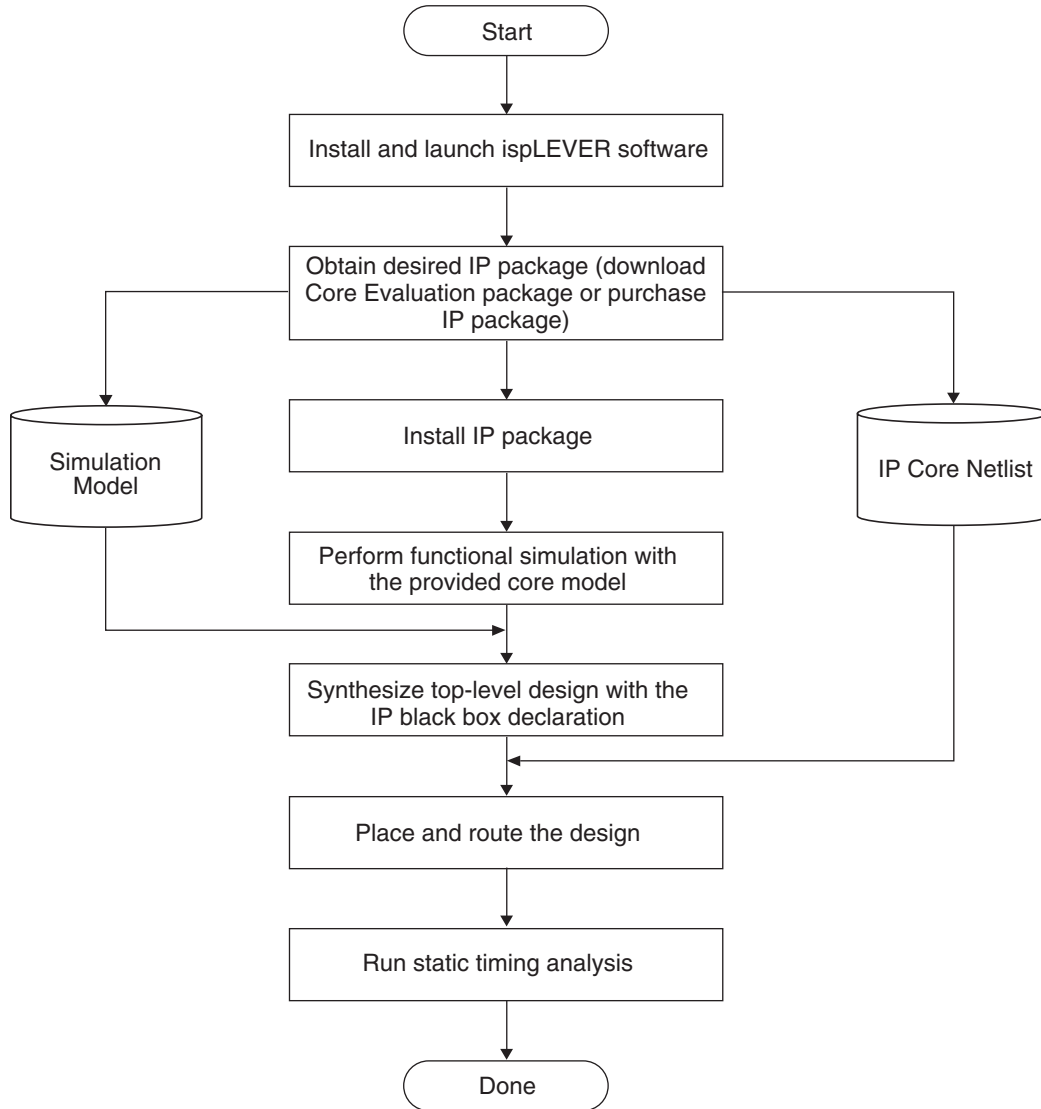 Start
Install and launch ispLEVER software
Obtain desired IP package (download
Core Evaluation package or purchase
IP package)
Install IP package
Simulation
Model
IP Core Netlist
Perform functional simulation with
the provided core model
Synthesize top-level design with the
IP black box declaration
Place and route the design
Run static timing analysis
Done